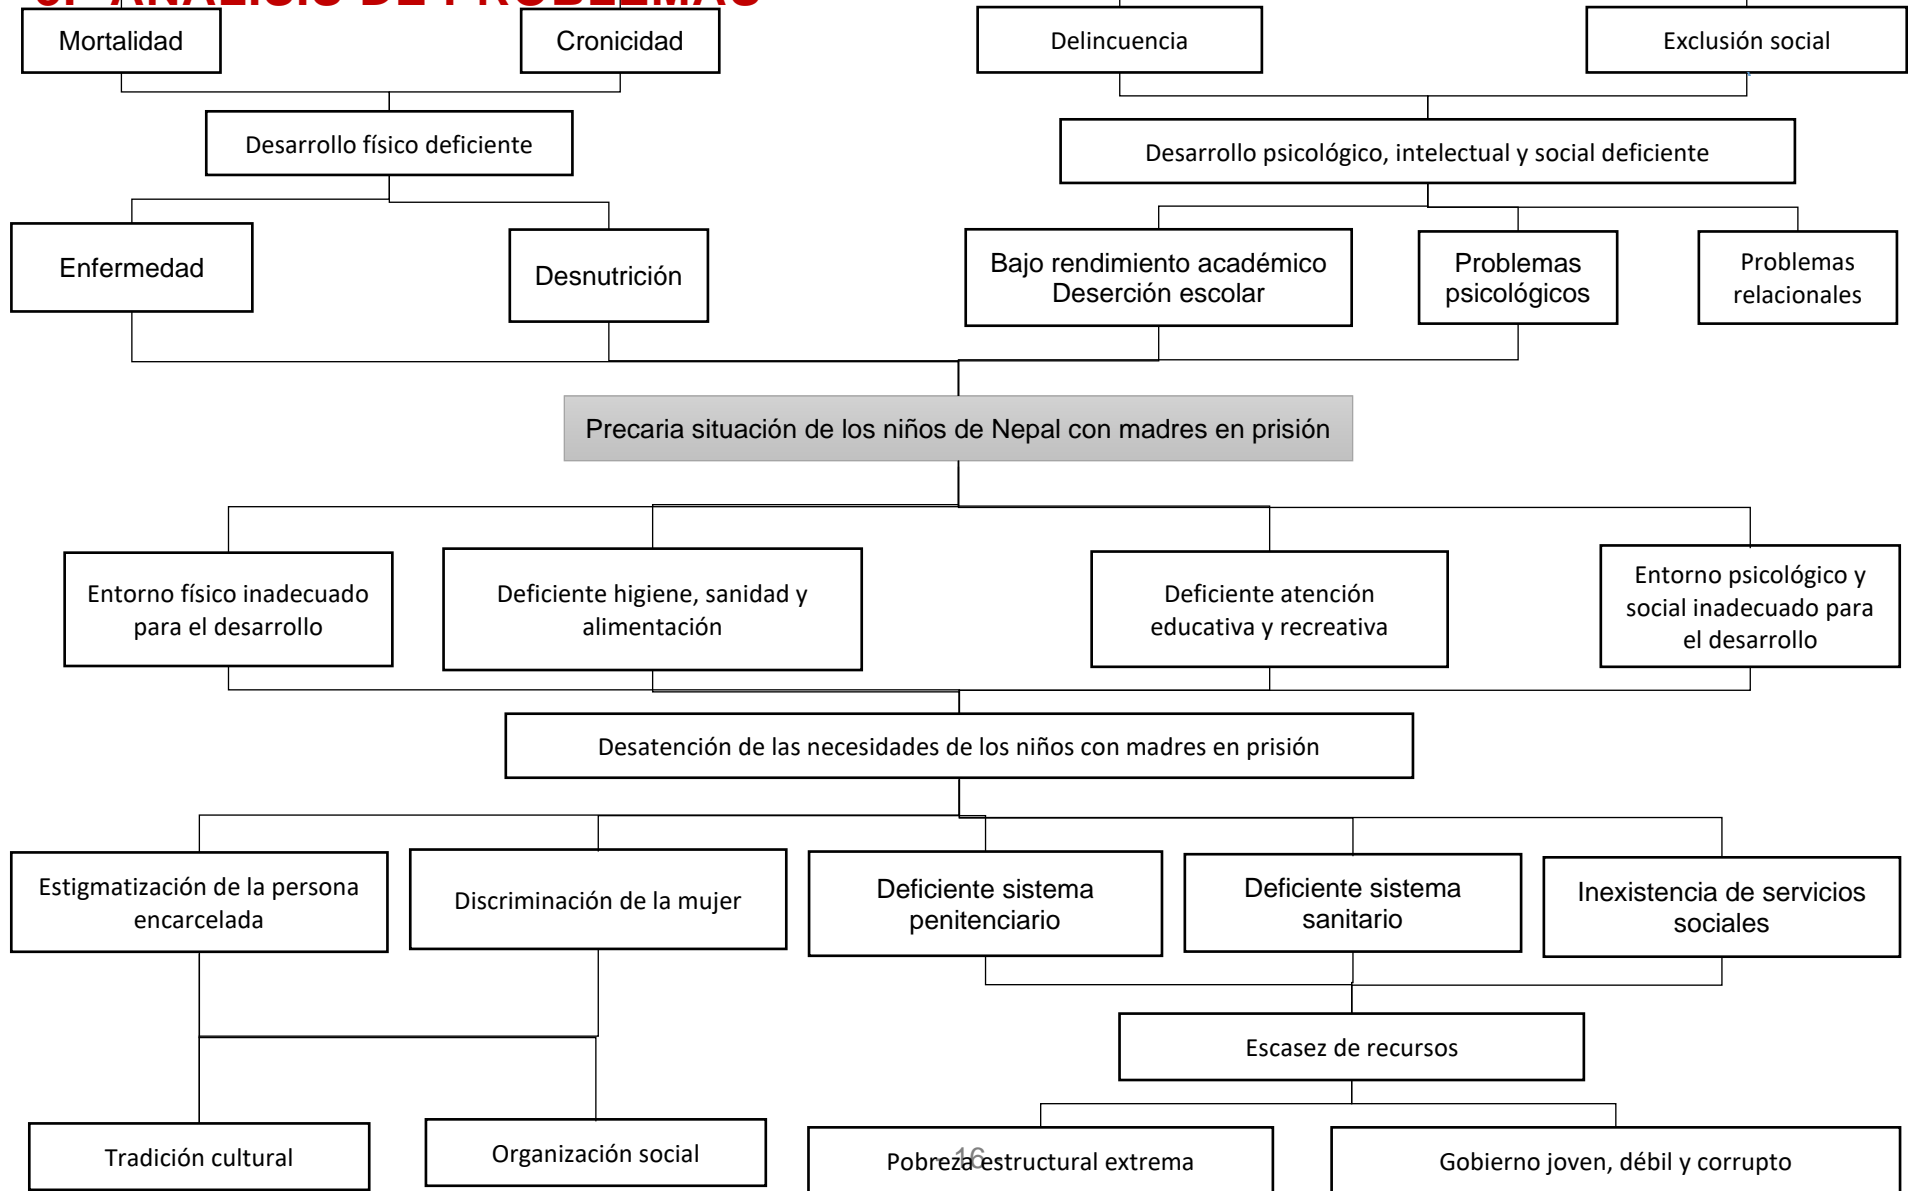 ANÁLISIS DE PROBLEMAS
Mortalidad
Cronicidad
Delincuencia
Exclusión social
Desarrollo físico deficiente
Desarrollo psicológico, intelectual y social deficiente
Enfermedad
Desnutrición
Bajo rendimiento académico
Deserción escolar
Problemas
psicológicos
Problemas
relacionales
Precaria situación de los niños de Nepal con madres en prisión
Entorno físico inadecuado
para el desarrollo
Deficiente higiene, sanidad y
alimentación
Deficiente atención
educativa y recreativa
Entorno psicológico y
social inadecuado para
el desarrollo
Desatención de las necesidades de los niños con madres en prisión
Estigmatización de la persona
encarcelada
Discriminación de la mujer
Deficiente sistema
penitenciario
Deficiente sistema
sanitario
Inexistencia de servicios
sociales
Escasez de recursos
Tradición cultural
Organización social
Pobreza estructural extrema
Gobierno joven, débil y corrupto
16